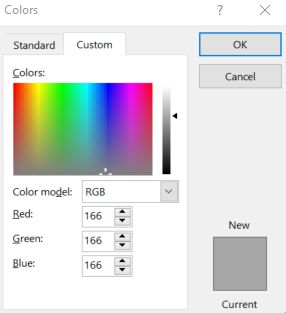 Colors
? ×
Standard Custom
Colors:
Color model: RGB
Red: 166
Green: 166
Blue: 166
OK
Cancel
New
Current